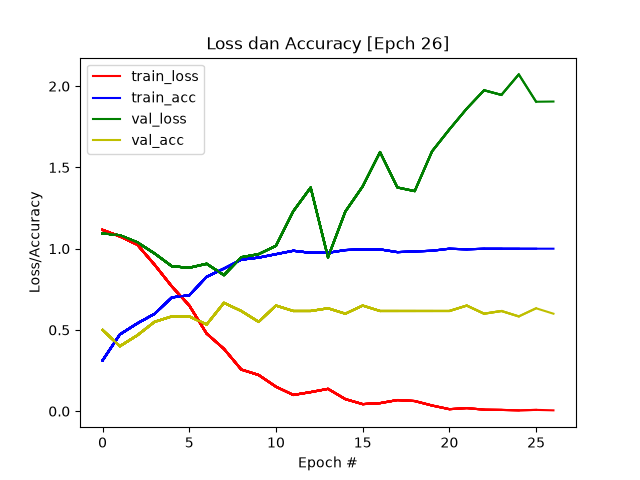 Loss dan Accuracy [Epch 26]
train_loss
train_acc
val_loss
val_acc
Loss/Accuracy
2.0
1.5
1.0
0.5
0.0
0 5 10 15 20 25
Epoch #